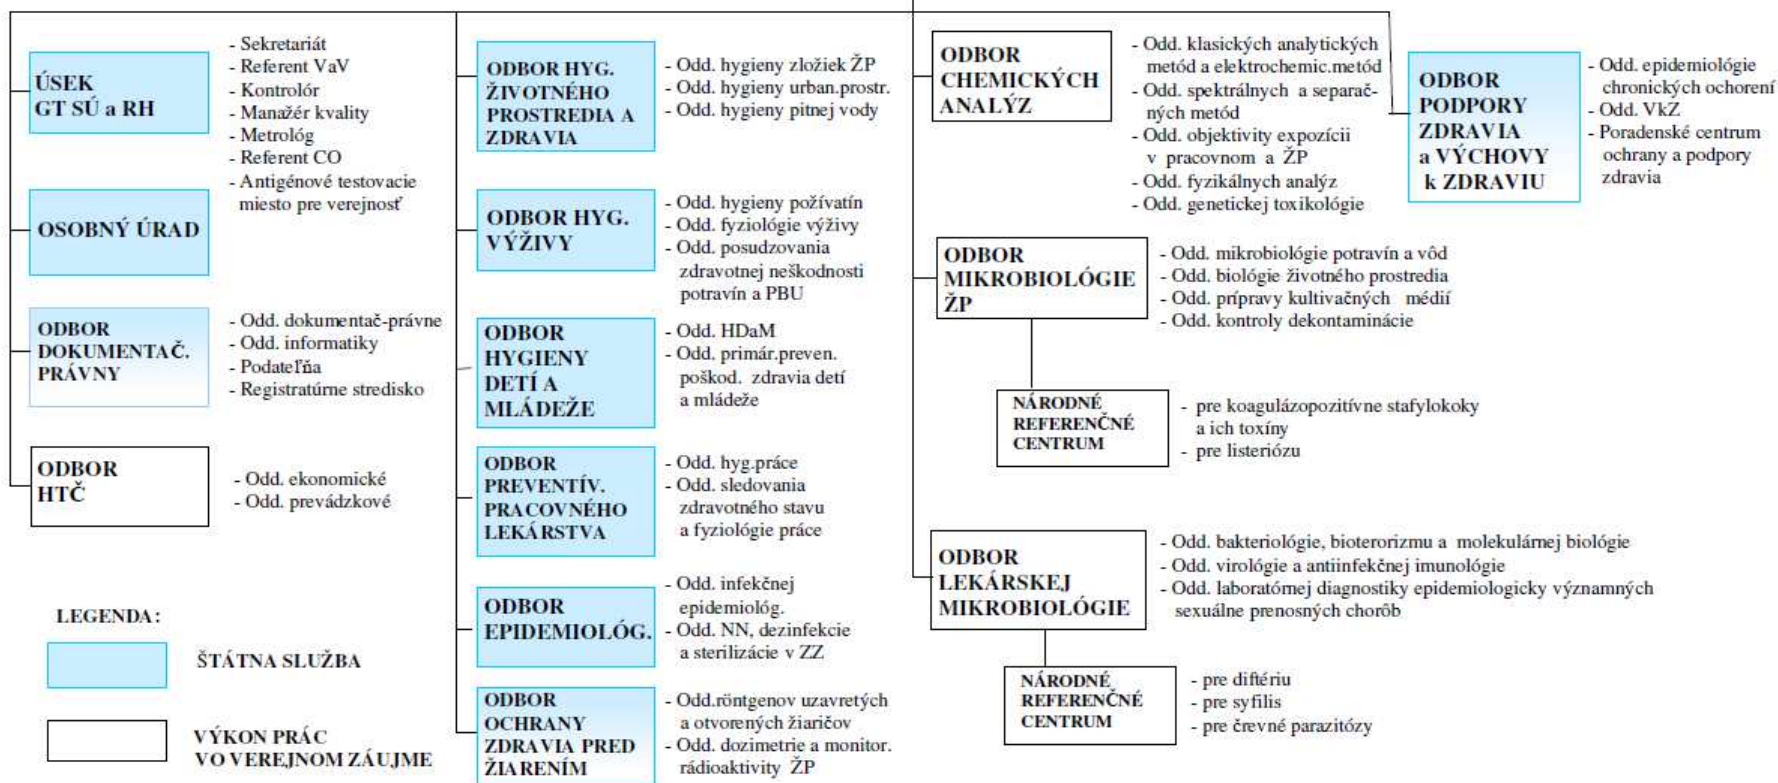 ÚSEK
GT SÚ a RH
- Sekretariát
- Referent VaV
- Kontrolór
- Manažér kvality
- Metrológ
- Referent CO
- Antigénové testovacie
miesto pre verejnosť
OSOBNÝ ÚRAD
ODBOR
DOKUMENTAČ.
PRÁVNY
- Odd. dokumentač-právne
- Odd. informatiky
- Podateľňa
- Registratúrne stredisko
ODBOR
HTČ
- Odd. ekonomické
- Odd. prevádzkové
LEGENDA:
ŠTÁTNA SLUŽBA
VÝKON PRÁC
VO VEREJNOM ZÁUJME
ODBOR HYG.
ŽIVOTNÉHO
PROSTREDIA A
ZDRAVIA
- Odd. hygieny zložiek ŽP
- Odd. hygieny urban.prostr.
- Odd. hygieny pitnej vody
ODBOR HYG.
VÝŽIVY
- Odd. hygieny požívatín
- Odd. fyziológie výživy
- Odd. posudzovania
zdravotnej neškodnosti
potravín a PBU
ODBOR
HYGIENY
DETÍ A
MLÁDEŽE
- Odd. HDaM
- Odd. primár.preven.
poškod. zdravia detí
a mládeže
ODBOR
PREVENTÍV.
PRACOVNÉHO
LEKÁRSTVA
- Odd. hyg.práce
- Odd. sledovania
zdravotného stavu
a fyziológie práce
ODBOR
EPIDEMIOLÓG.
- Odd. infekčnej
epidemiológ.
- Odd. NN, dezinfekcie
a sterilizácie v ZZ
ODBOR
OCHRANY
ZDRAVIA PRED
ŽIARENÍM
- Odd.röntgenov uzavretých
a otvorených žiaričov
- Odd. dozimetrie a monitor.
rádioaktivity ŽP
ODBOR
CHEMICKÝCH
ANALÝZ
- Odd. klasických analytických
metód a elektrochemic.metód
- Odd. spektrálnych a separač-
ných metód
- Odd. objektivity expozícii
v pracovnom a ŽP
- Odd. fyzikálnych analýz
- Odd. genetickej toxikológie
ODBOR
MIKROBIOLÓGIE
ŽP
- Odd. mikrobiológie potravín a vôd
- Odd. biológie životného prostredia
- Odd. prípravy kultivačných médií
- Odd. kontroly dekontaminácie
NÁRODNÉ
REFERENČNÉ
CENTRUM
- pre koagulázopozitívne stafylokoky
a ich toxíny
- pre listeriózu
ODBOR
LEKÁRSKEJ
MIKROBIOLÓGIE
- Odd. bakteriológie, bioterorizmu a molekulárnej biológie
- Odd. virológie a antiinfekčnej imunológie
- Odd. laboratórnej diagnostiky epidemiologicky významných
sexuálne prenosných chorôb
NÁRODNÉ
REFERENČNÉ
CENTRUM
- pre diftériu
- pre syfilis
- pre črevné parazitózy
ODBOR
PODPORY
ZDRAVIA
a VÝCHOVY
k ZDRAVIU
- Odd. epidemiológie
chronických ochorení
- Odd. VkZ
- Poradenské centrum
ochrany a podpory
zdravia